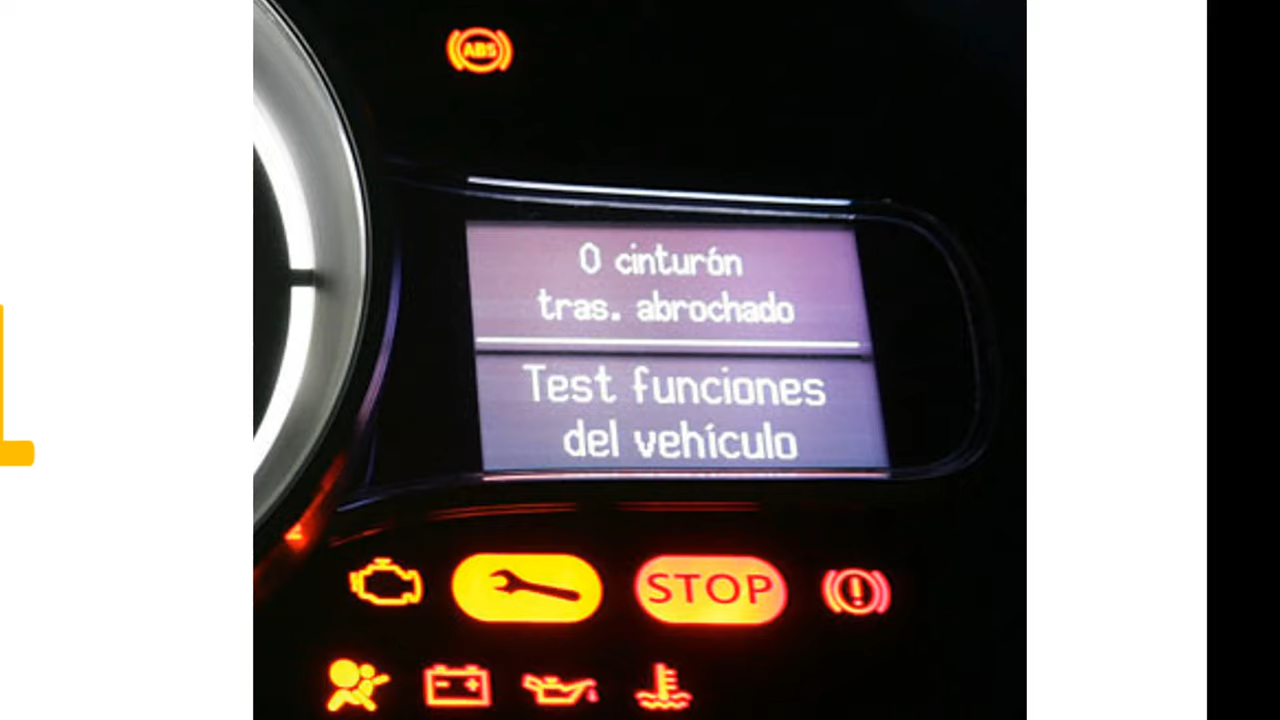 ABS
0 cinturón
tras. abrochado
Test funciones
del vehículo
STOP